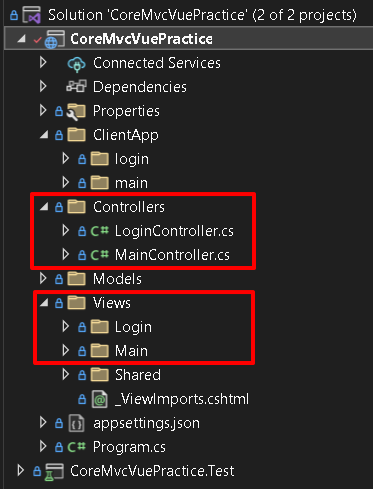 Solution 'CoreMvcVuePractice' (2 of 2 projects)
CoreMvcVuePractice
Connected Services
Dependencies
Properties
ClientApp
login
main
Controllers
C# LoginController.cs
C# MainController.cs
Models
Views
Login
Main
Shared
_ViewImports.cshtml
appsettings.json
C# Program.cs
CoreMvcVuePractice.Test